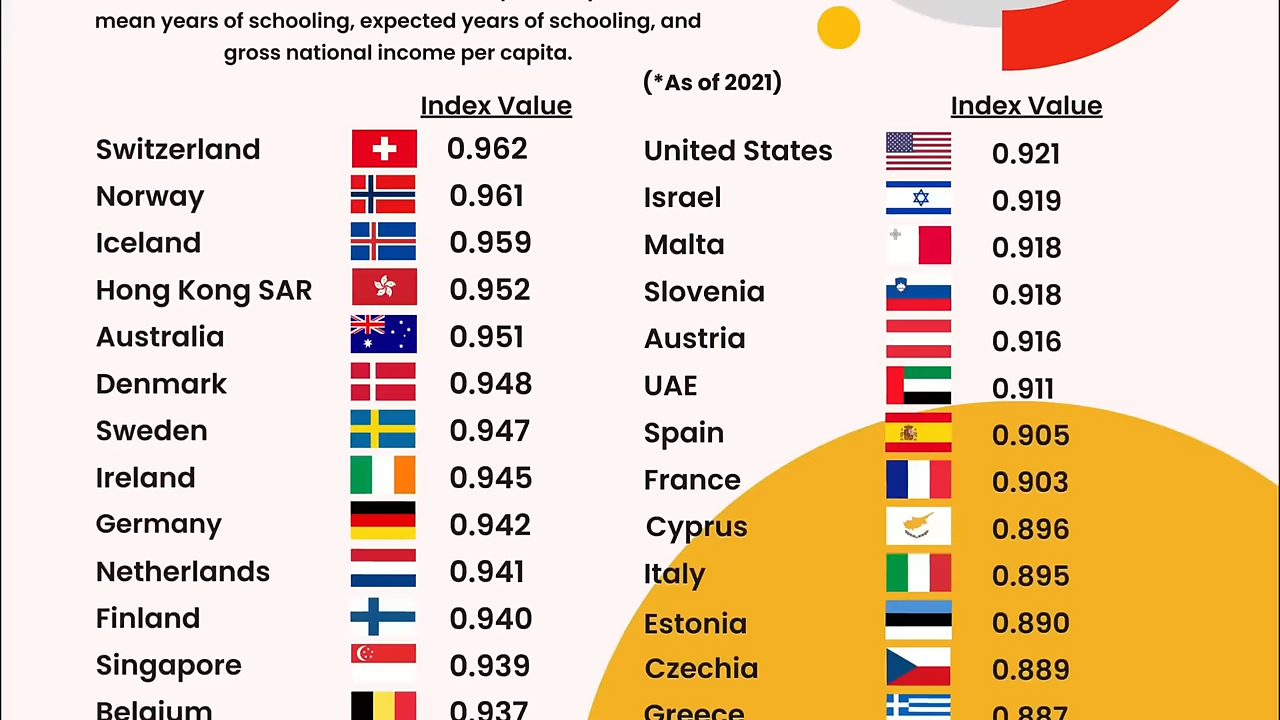 mean years of schooling, expected years of schooling, and
gross national income per capita.
(*As of 2021)
Index Value
Index Value
Switzerland 0.962
Norway 0.961
Iceland 0.959
Hong Kong SAR 0.952
Australia 0.951
Denmark 0.948
Sweden 0.947
Ireland 0.945
Germany 0.942
Netherlands 0.941
Finland 0.940
Singapore 0.939
Belgium 0.937
United States 0.921
Israel 0.919
Malta 0.918
Slovenia 0.918
Austria 0.916
UAE 0.911
Spain 0.905
France 0.903
Cyprus 0.896
Italy 0.895
Estonia 0.890
Czechia 0.889
Greece 0.887